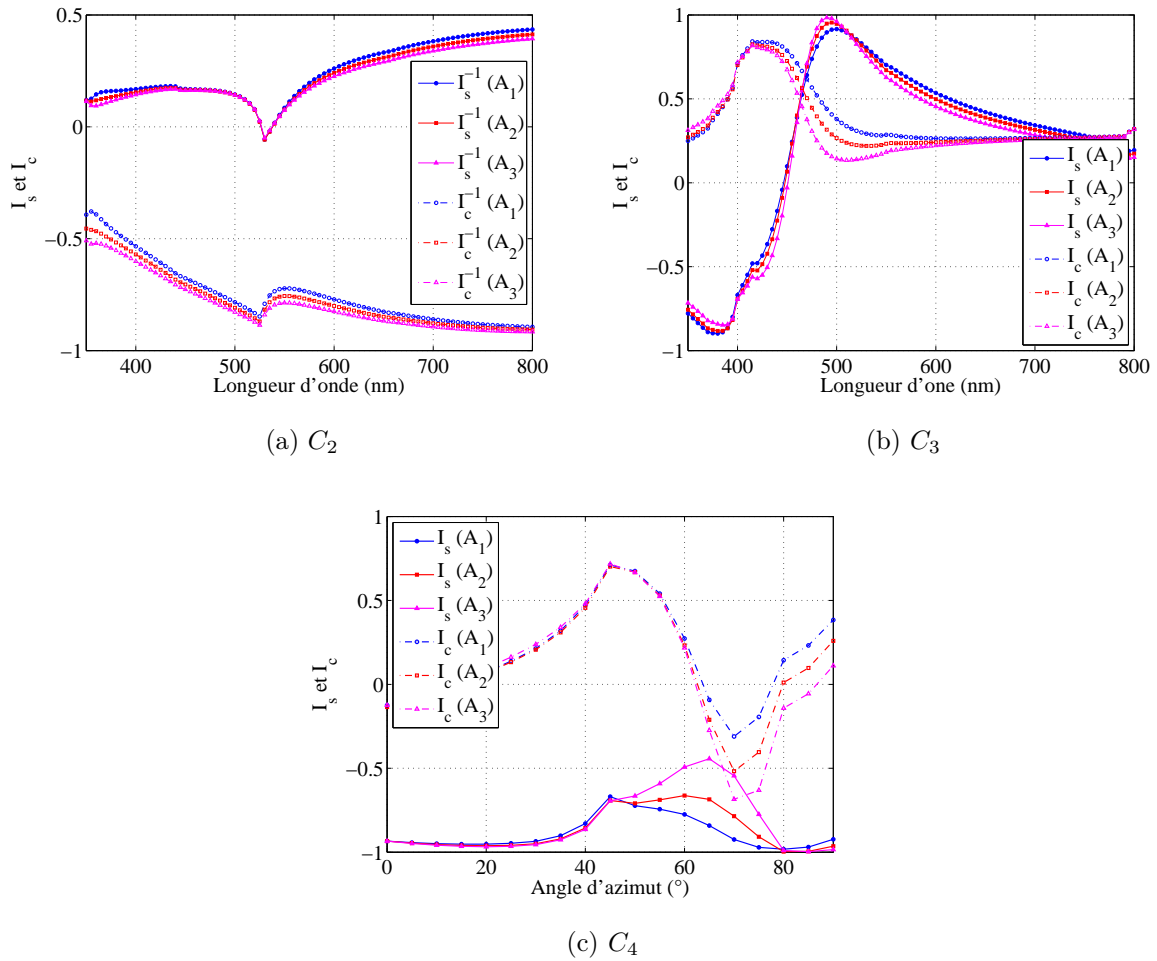 0.5
0
−0.5
−1
400 500 600 700 800
I_s et I_c
Longueur d'onde (nm)
I_s^{-1} (A_1)
I_s^{-1} (A_2)
I_s^{-1} (A_3)
I_c^{-1} (A_1)
I_c^{-1} (A_2)
I_c^{-1} (A_3)
(a) C_2
1
0.5
0
−0.5
−1
400 500 600 700 800
I_s et I_c
Longueur d'one (nm)
I_s (A_1)
I_s (A_2)
I_s (A_3)
I_c (A_1)
I_c (A_2)
I_c (A_3)
(b) C_3
1
0.5
0
−0.5
−1
0 20 40 60 80
I_s et I_c
Angle d'azimut (°)
I_s (A_1)
I_s (A_2)
I_s (A_3)
I_c (A_1)
I_c (A_2)
I_c (A_3)
(c) C_4